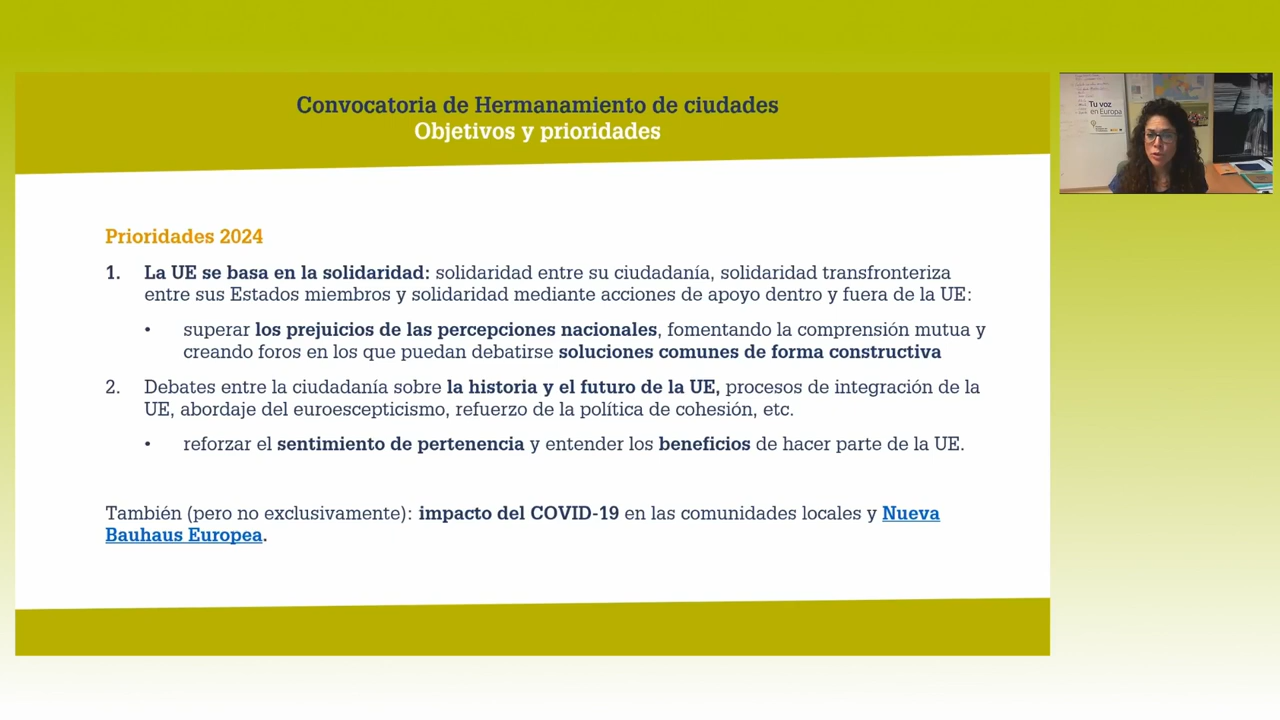 Convocatoria de Hermanamiento de ciudades
Objetivos y prioridades
Tu voz
en Europa
Prioridades 2024
1. La UE se basa en la solidaridad: solidaridad entre su ciudadanía, solidaridad transfronteriza
entre sus Estados miembros y solidaridad mediante acciones de apoyo dentro y fuera de la UE:
• superar los prejuicios de las percepciones nacionales, fomentando la comprensión mutua y
creando foros en los que puedan debatirse soluciones comunes de forma constructiva
2. Debates entre la ciudadanía sobre la historia y el futuro de la UE, procesos de integración de la
UE, abordaje del euroescepticismo, refuerzo de la política de cohesión, etc.
• reforzar el sentimiento de pertenencia y entender los beneficios de hacer parte de la UE.
También (pero no exclusivamente): impacto del COVID-19 en las comunidades locales y Nueva
Bauhaus Europea.